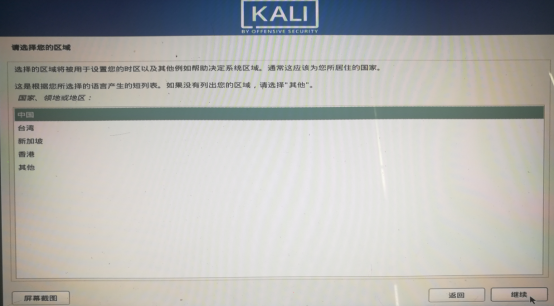 KALI
BY OFFENSIVE SECURITY
请选择您的区域
选择的区域将被用于设置您的时区以及其他例如帮助决定系统区域。通常这应该为您所居住的国家。
这是根据您所选择的语言产生的短列表。如果没有列出您的区域，请选择“其他”。
国家、领地或地区：
中国
台湾
新加坡
香港
其他
屏幕截图
返回
继续